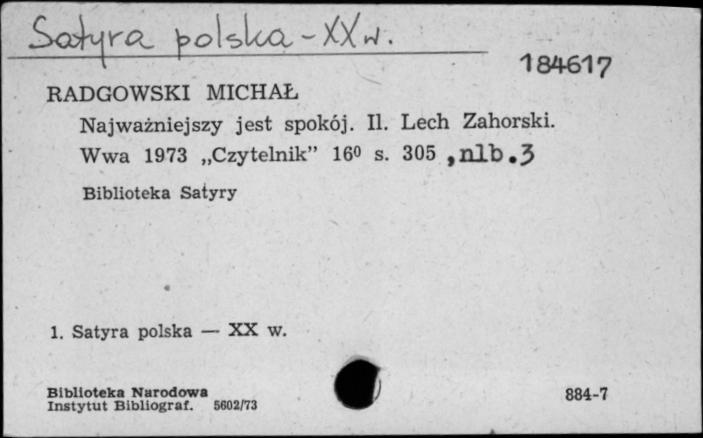 Satyra polska - XX w.
184617
RADGOWSKI MICHAŁ
Najważniejszy jest spokój. Il. Lech Zahorski.
Wwa 1973 „Czytelnik” 16⁰ s. 305 , nlb. 3
Biblioteka Satyry
1. Satyra polska — XX w.
Biblioteka Narodowa
Instytut Bibliograf. 5602/73
884-7